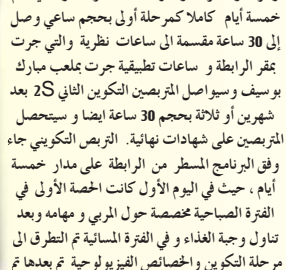 خمسة أيام كاملا كمرحلة أولى بحجم ساعي وصل
إلى 30 ساعة مقسمة الى ساعات نظرية والتي جرت
بمقر الرابطة و ساعات تطبيقية جرت بملعب مبارك
بوسيف وسيواصل المتربصين التكوين الثاني 2S بعد
شهرين أو ثلاثة بحجم 30 ساعة ايضا و سيتحصل
المتربصين على شهادات نهائية. التربص التكويني جاء
وفق البرنامج المسطر من الرابطة على مدار خمسة
أيام ، حيث في اليوم الأول كانت الحصة الأولى في
الفترة الصباحية مخصصة حول المربي و مهامه وبعد
تناول وجبة الغذاء و في الفترة المسائية تم التطرق الى
مرحلة التكوين والخصائص الفيزيولوجية تم بعدها تم